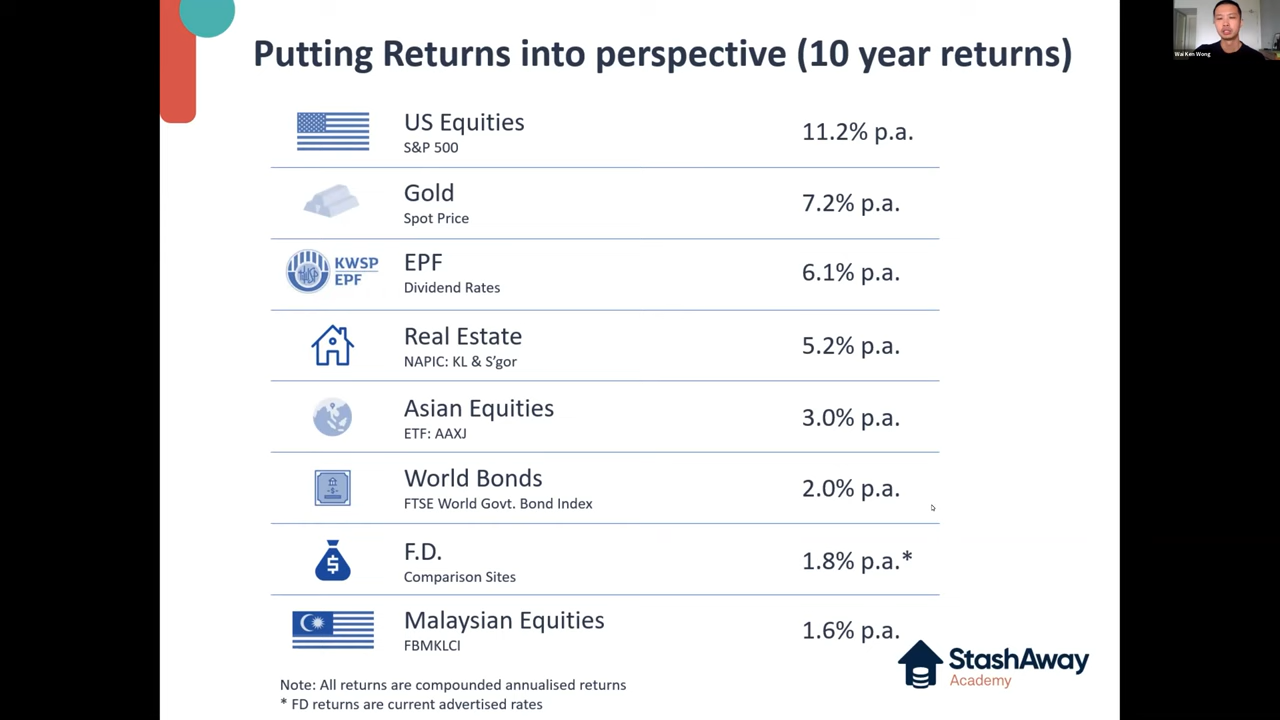 Putting Returns into perspective (10 year returns)
Wai Ken Wong
US Equities
S&P 500
11.2% p.a.
Gold
Spot Price
7.2% p.a.
KWSP
EPF
EPF
Dividend Rates
6.1% p.a.
Real Estate
NAPIC: KL & S'gor
5.2% p.a.
Asian Equities
ETF: AAXJ
3.0% p.a.
World Bonds
FTSE World Govt. Bond Index
2.0% p.a.
F.D.
Comparison Sites
1.8% p.a.*
Malaysian Equities
FBMKLCI
1.6% p.a.
StashAway
Academy
Note: All returns are compounded annualised returns
* FD returns are current advertised rates